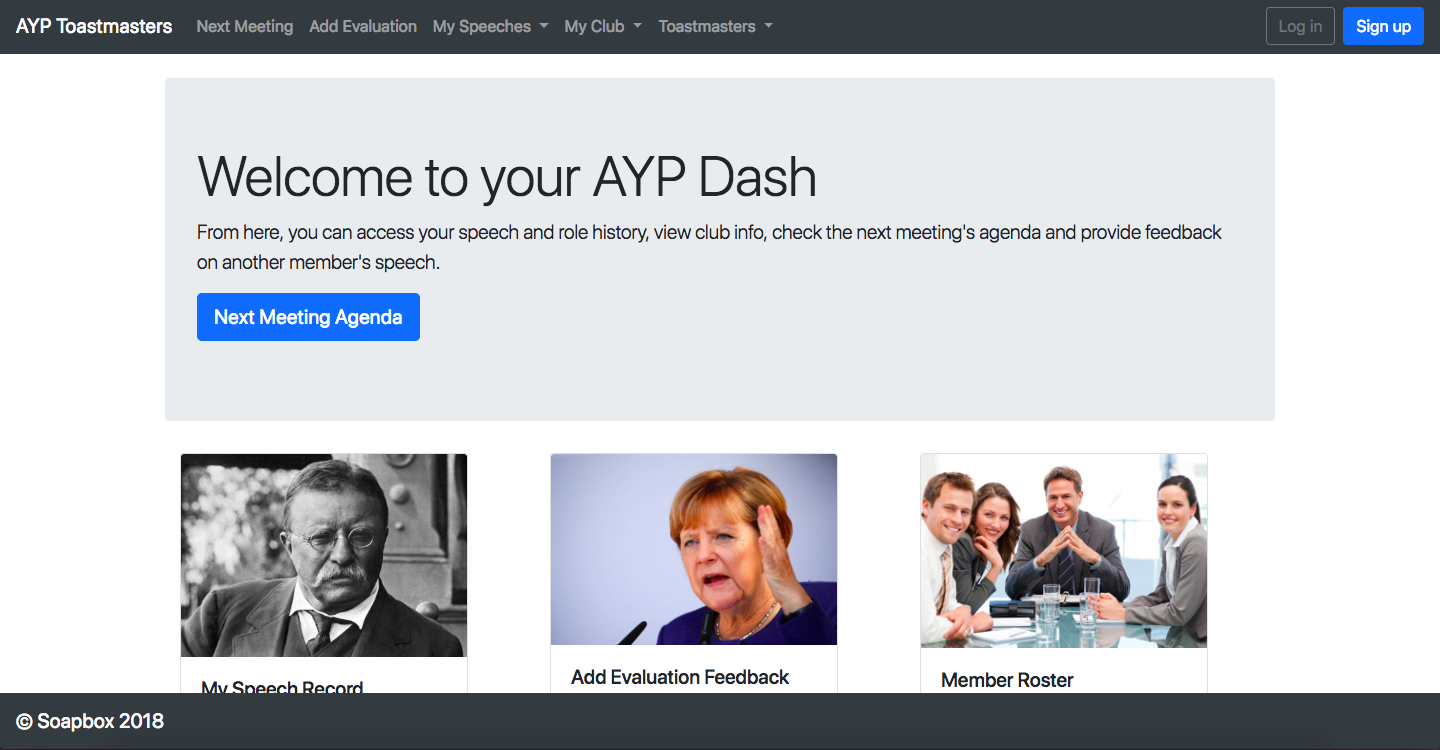 AYP Toastmasters Next Meeting Add Evaluation My Speeches My Club Toastmasters Log in Sign up
Welcome to your AYP Dash
From here, you can access your speech and role history, view club info, check the next meeting's agenda and provide feedback
on another member's speech.
Next Meeting Agenda
My Speech Record
Add Evaluation Feedback
Member Roster
© Soapbox 2018